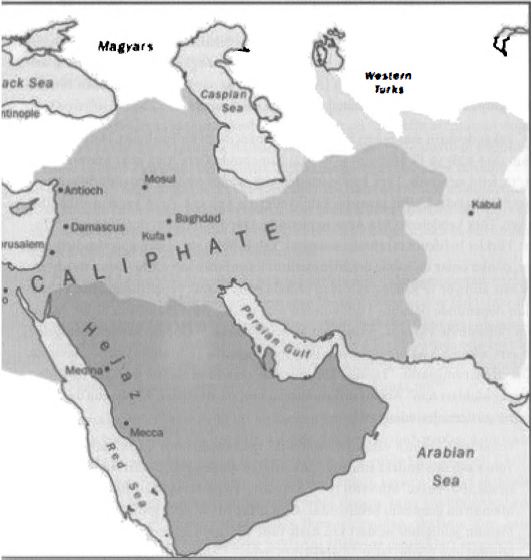 Magyars
ack Sea
Caspian
Sea
Western
Turks
ntinople
Mosul
Antioch
Kabul
Baghdad
Damascus
Kufa
erusalem
CALIPHATE
o
Hejaz
Persian Gulf
Medina
Mecca
Red Sea
Arabian
Sea